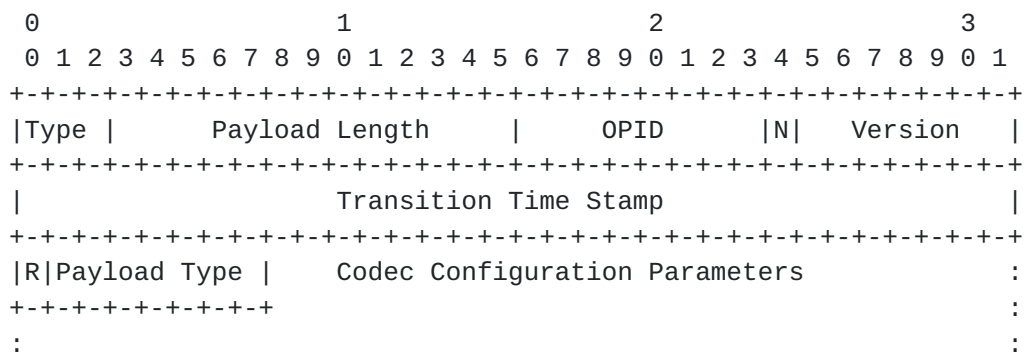 0                   1                   2                   3
 0 1 2 3 4 5 6 7 8 9 0 1 2 3 4 5 6 7 8 9 0 1 2 3 4 5 6 7 8 9 0 1
+-+-+-+-+-+-+-+-+-+-+-+-+-+-+-+-+-+-+-+-+-+-+-+-+-+-+-+-+-+-+-+-+
|Type |      Payload Length     |     OPID      |N|   Version   |
+-+-+-+-+-+-+-+-+-+-+-+-+-+-+-+-+-+-+-+-+-+-+-+-+-+-+-+-+-+-+-+-+
|                    Transition Time Stamp                      |
+-+-+-+-+-+-+-+-+-+-+-+-+-+-+-+-+-+-+-+-+-+-+-+-+-+-+-+-+-+-+-+-+
|R|Payload Type |    Codec Configuration Parameters             :
+-+-+-+-+-+-+-+-+                                               :
:                                                               :